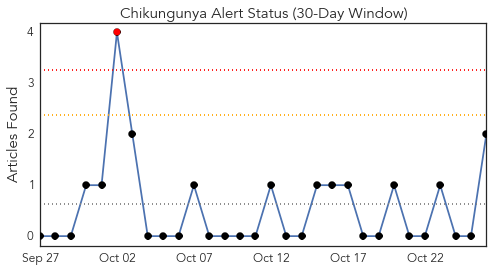 Chikungunya Alert Status (30-Day Window)
Articles Found
4
3
2
1
0
Sep 27 Oct 02 Oct 07 Oct 12 Oct 17 Oct 22